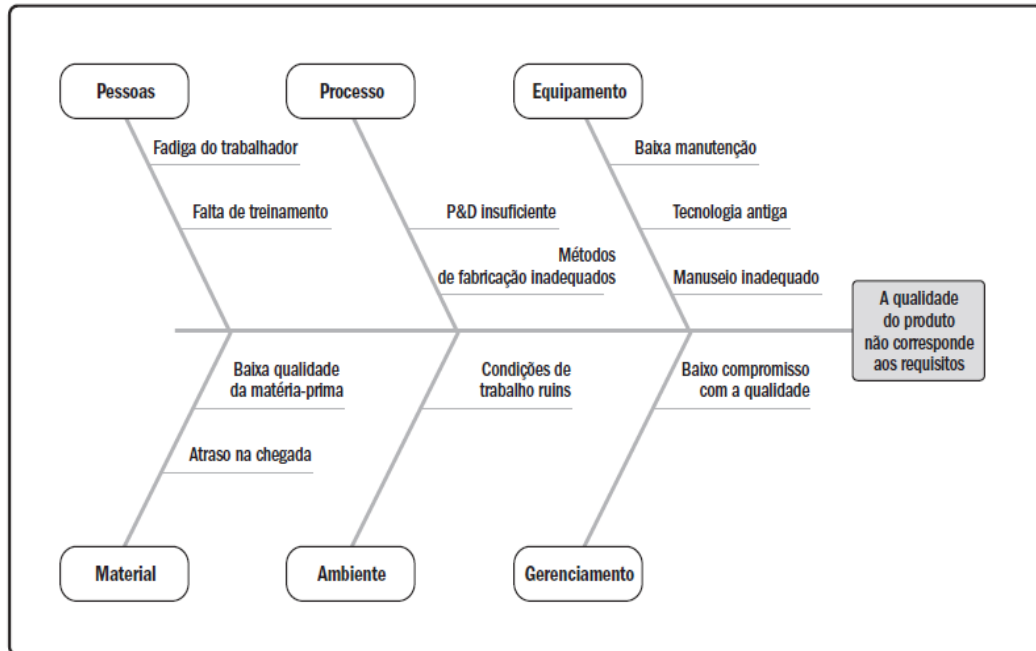 Pessoas
Processo
Equipamento
Fadiga do trabalhador
Baixa manutenção
Falta de treinamento
P&D insuficiente
Tecnologia antiga
Métodos
de fabricação inadequados
Manuseio inadequado
A qualidade
do produto
não corresponde
aos requisitos
Baixa qualidade
da matéria-prima
Condições de
trabalho ruins
Baixo compromisso
com a qualidade
Atraso na chegada
Material
Ambiente
Gerenciamento